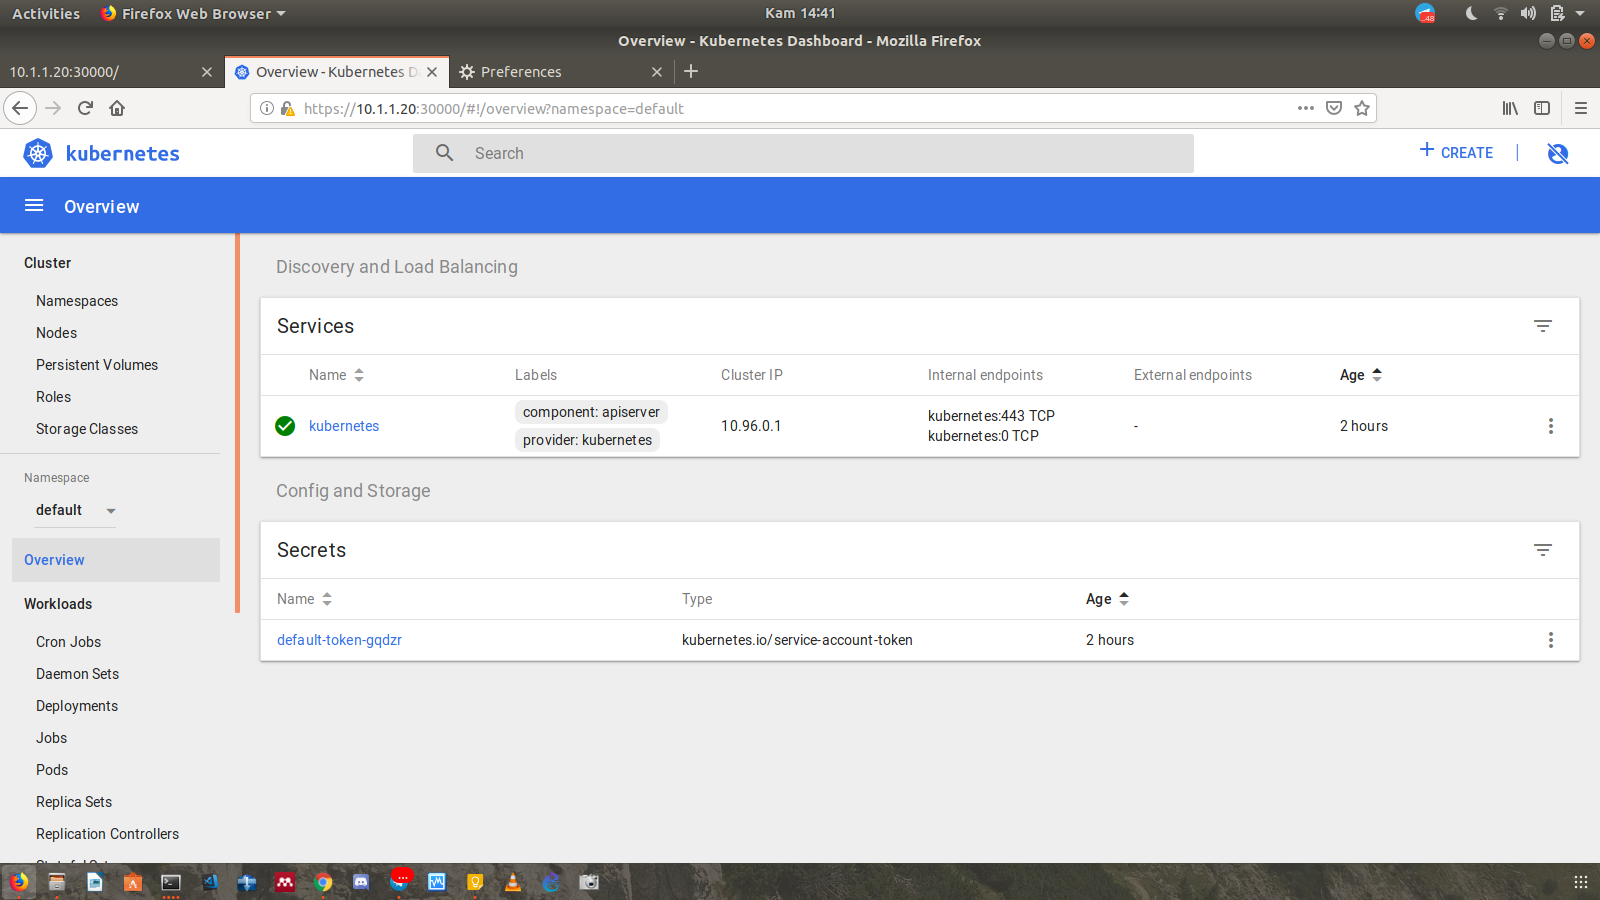 Activities Firefox Web Browser Kam 14:41 48
Overview - Kubernetes Dashboard - Mozilla Firefox
10.1.1.20:30000/ Overview - Kubernetes D Preferences
https://10.1.1.20:30000/#!/overview?namespace=default
kubernetes Search CREATE
Overview
Cluster
Namespaces
Nodes
Persistent Volumes
Roles
Storage Classes
Namespace
default
Overview
Workloads
Cron Jobs
Daemon Sets
Deployments
Jobs
Pods
Replica Sets
Replication Controllers
Discovery and Load Balancing
Services
Name Labels Cluster IP Internal endpoints External endpoints Age
kubernetes component: apiserver 10.96.0.1 kubernetes:443 TCP - 2 hours
provider: kubernetes kubernetes:0 TCP
Config and Storage
Secrets
Name Type Age
default-token-gqdzr kubernetes.io/service-account-token 2 hours